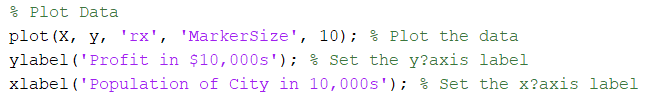 % Plot Data
plot(X, y, 'rx', 'MarkerSize', 10); % Plot the data
ylabel('Profit in $10,000s'); % Set the y?axis label
xlabel('Population of City in 10,000s'); % Set the x?axis label